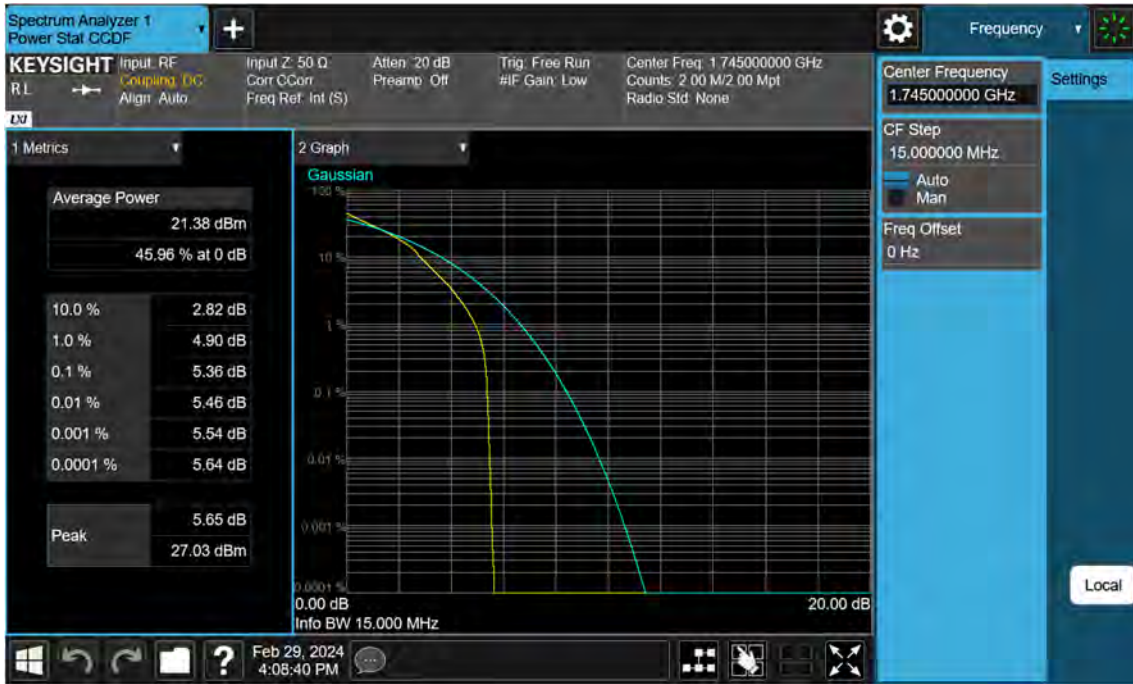 Spectrum Analyzer 1
Power Stat CCDF
Frequency
KEYSIGHT
R L
LXI
Input: RF
Coupling: DC
Align: Auto
Input Z: 50 Ω
Corr CCorr
Freq Ref: Int (S)
Atten: 20 dB
Preamp: Off
Trig: Free Run
#IF Gain: Low
Center Freq: 1.745000000 GHz
Counts: 2.00 M/2.00 Mpt
Radio Std: None
Center Frequency
1.745000000 GHz
Settings
CF Step
15.000000 MHz
Auto
Man
Freq Offset
0 Hz
1 Metrics
Average Power
21.38 dBm
45.96 % at 0 dB
10.0 % 2.82 dB
1.0 % 4.90 dB
0.1 % 5.36 dB
0.01 % 5.46 dB
0.001 % 5.54 dB
0.0001 % 5.64 dB
Peak 5.65 dB
27.03 dBm
2 Graph
Gaussian
100 %
10 %
1 %
0.1 %
0.01 %
0.001 %
0.0001 %
0.00 dB 20.00 dB
Info BW 15.000 MHz
Local
?
Feb 29, 2024
4:08:40 PM